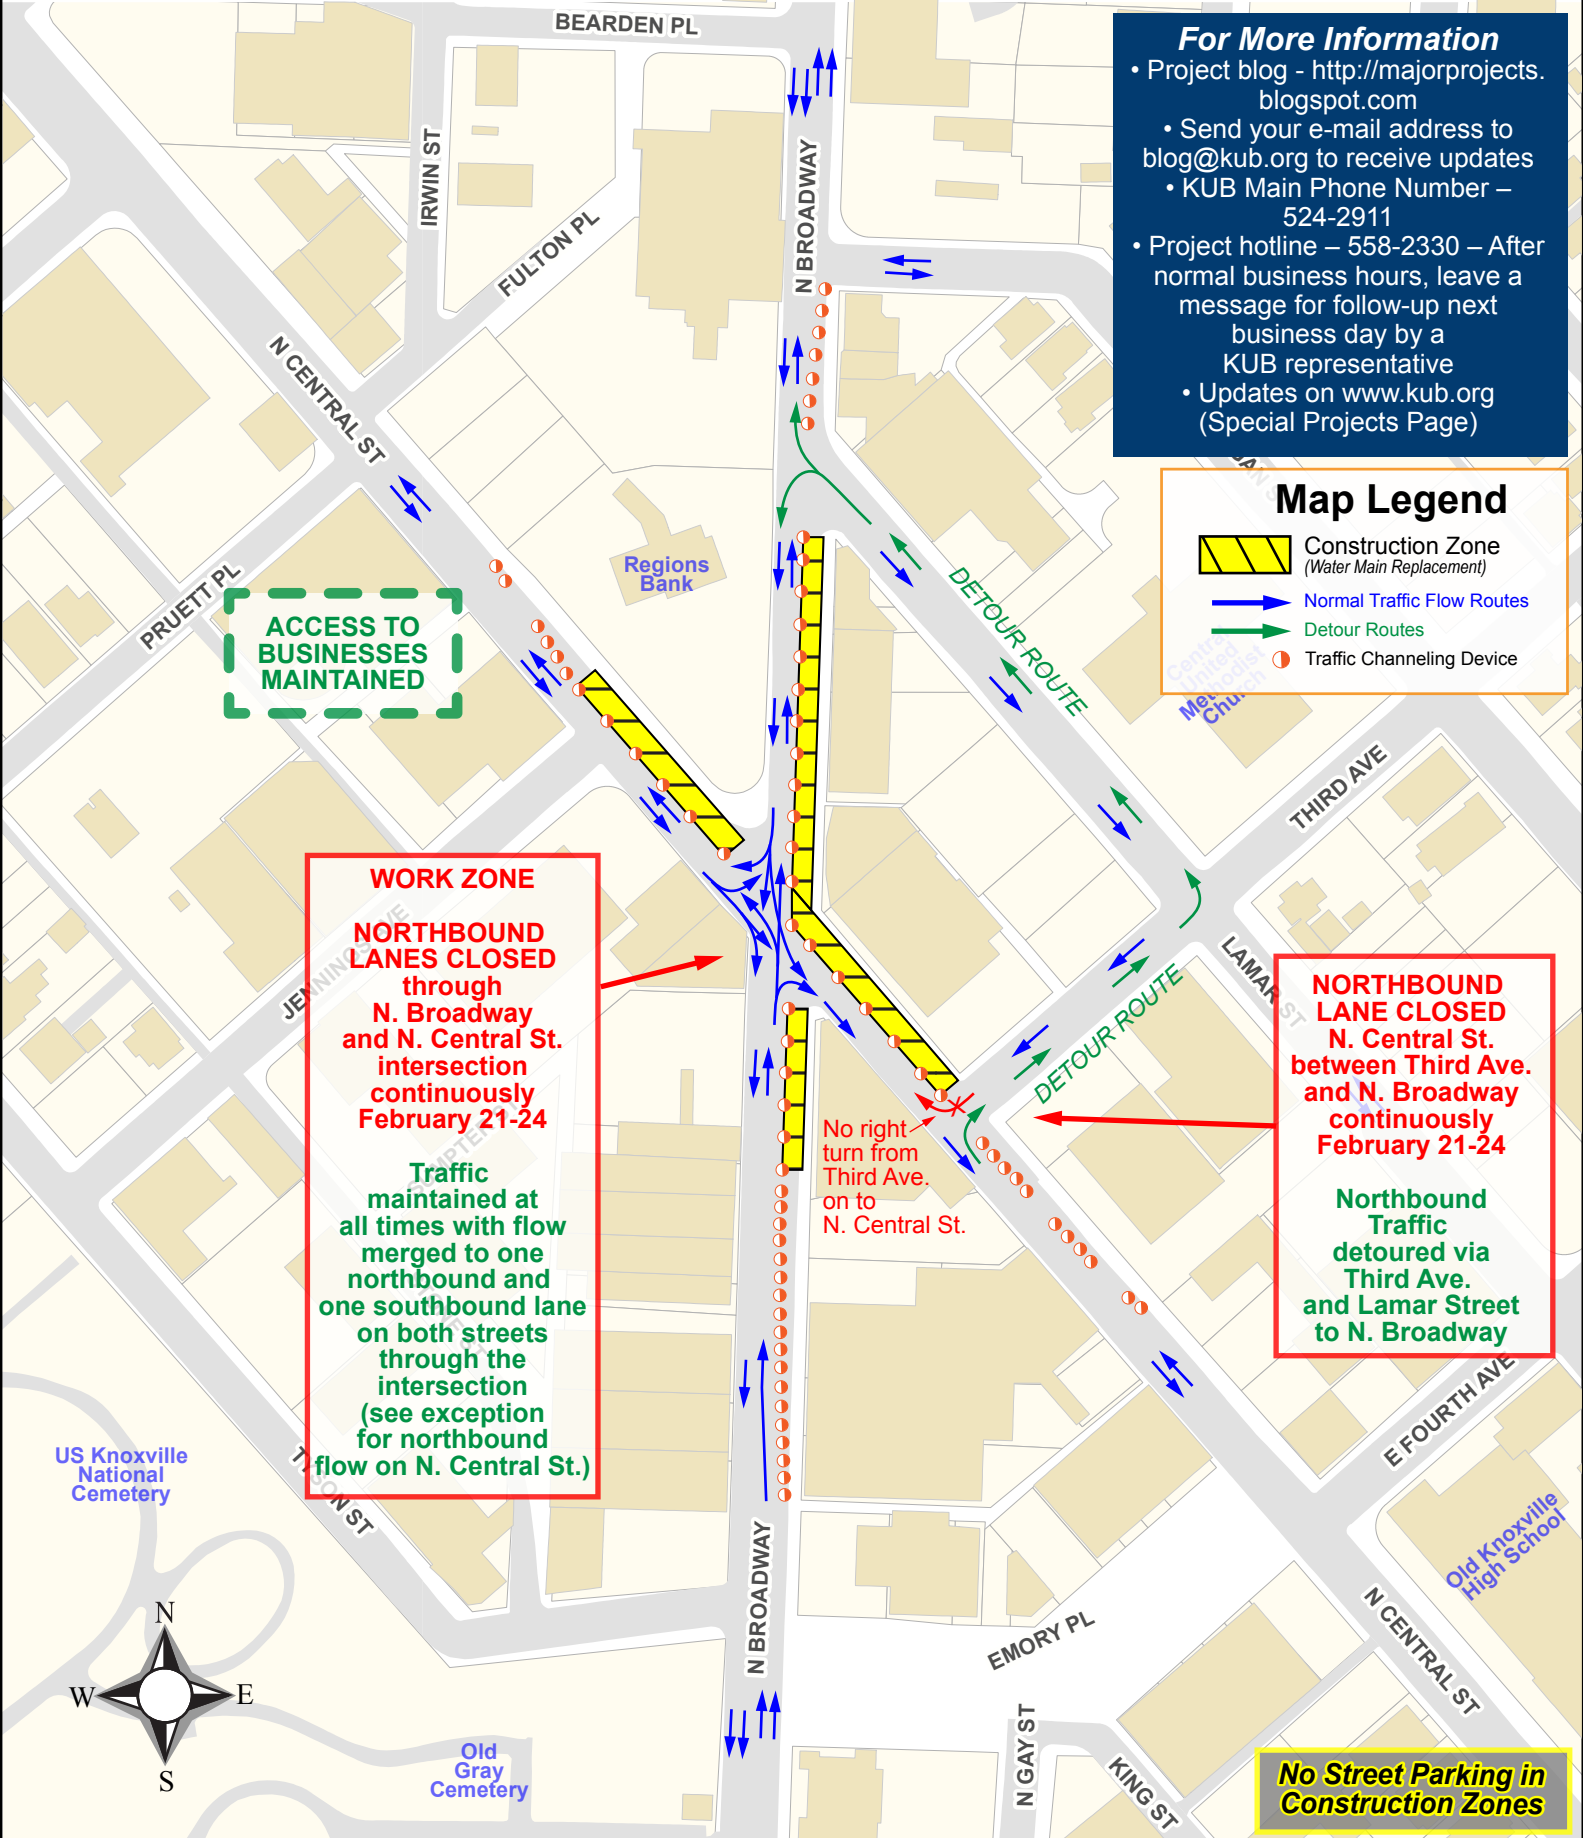 BEARDEN PL
For More Information
• Project blog - http://majorprojects.
blogspot.com
• Send your e-mail address to
blog@kub.org to receive updates
• KUB Main Phone Number –
524-2911
• Project hotline – 558-2330 – After
normal business hours, leave a
message for follow-up next
business day by a
KUB representative
• Updates on www.kub.org
(Special Projects Page)
IRWIN ST
FULTON PL
N BROADWAY
N CENTRAL ST
Map Legend
Construction Zone
(Water Main Replacement)
Normal Traffic Flow Routes
Detour Routes
Traffic Channeling Device
Central
United
Methodist
Church
Regions
Bank
PRUETT PL
ACCESS TO
BUSINESSES
MAINTAINED
DETOUR ROUTE
THIRD AVE
LAMAR ST
DETOUR ROUTE
JENNINGS AVE
WORK ZONE
NORTHBOUND
LANES CLOSED
through
N. Broadway
and N. Central St.
intersection
continuously
February 21-24
Traffic
maintained at
all times with flow
merged to one
northbound and
one southbound lane
on both streets
through the
intersection
(see exception
for northbound
flow on N. Central St.)
No right
turn from
Third Ave.
on to
N. Central St.
NORTHBOUND
LANE CLOSED
N. Central St.
between Third Ave.
and N. Broadway
continuously
February 21-24
Northbound
Traffic
detoured via
Third Ave.
and Lamar Street
to N. Broadway
E FOURTH AVE
US Knoxville
National
Cemetery
TYSON ST
Old Knoxville
High School
N BROADWAY
EMORY PL
N CENTRAL ST
N
W
E
S
Old
Gray
Cemetery
N GAY ST
KING ST
No Street Parking in
Construction Zones